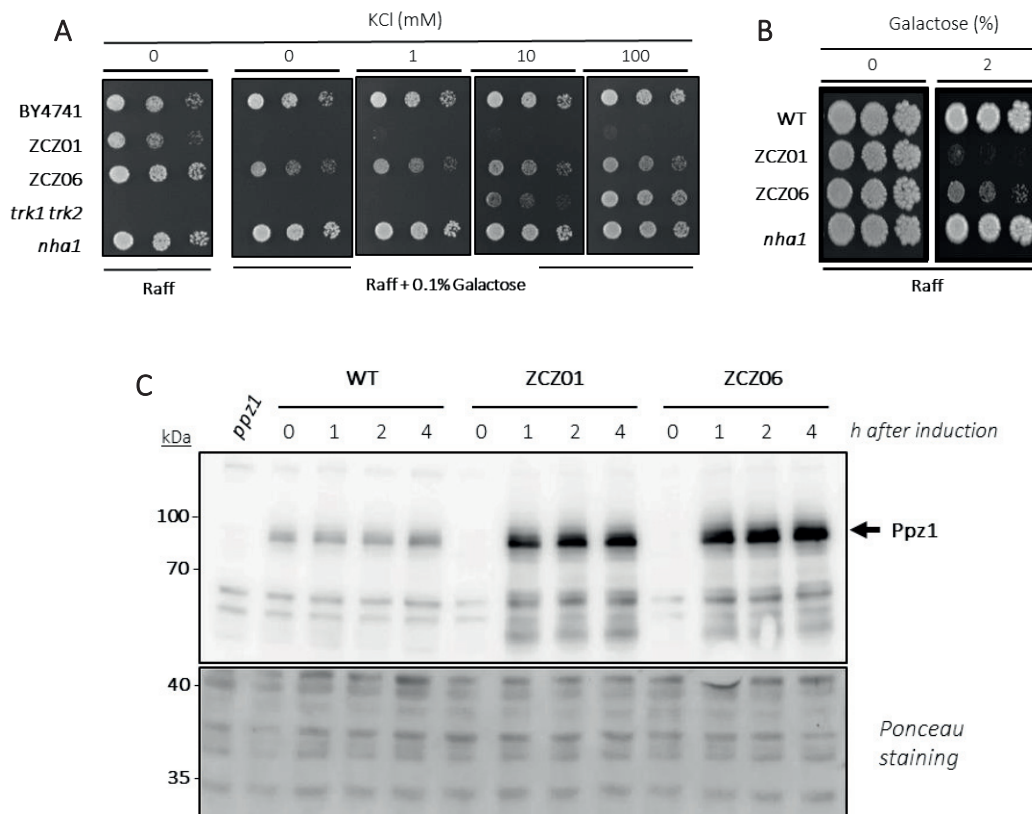 A
KCl (mM)
0 0 1 10 100
BY4741
ZCZ01
ZCZ06
trk1 trk2
nha1
Raff
Raff + 0.1% Galactose
B
Galactose (%)
0 2
WT
ZCZ01
ZCZ06
nha1
Raff
C
WT ZCZ01 ZCZ06
kDa ppz1 0 1 2 4 0 1 2 4 0 1 2 4 h after induction
100
Ppz1
70
40
Ponceau
staining
35